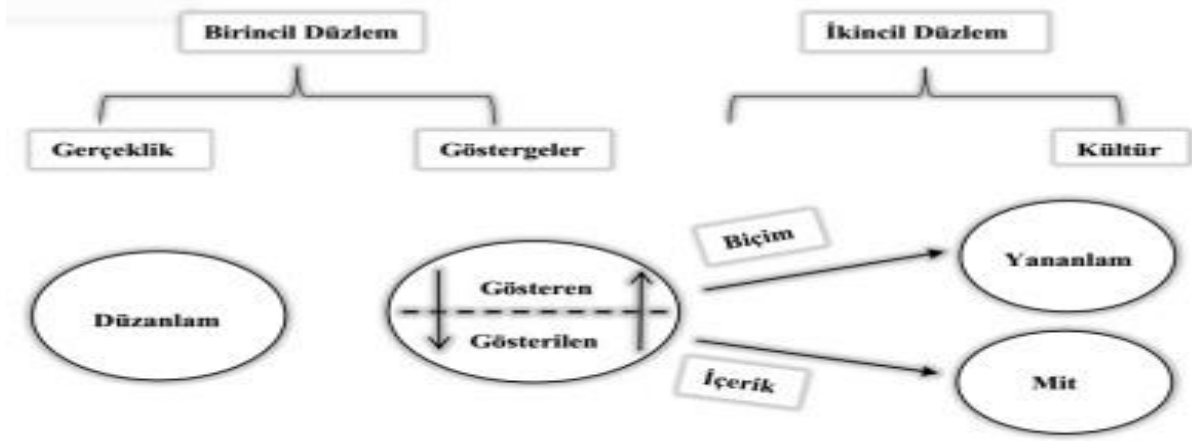 Birincil Düzlem
İkincil Düzlem
Gerçeklik
Göstergeler
Kültür
Biçim
Yananlam
Gösteren
Düzanlam
Gösterilen
İçerik
Mit